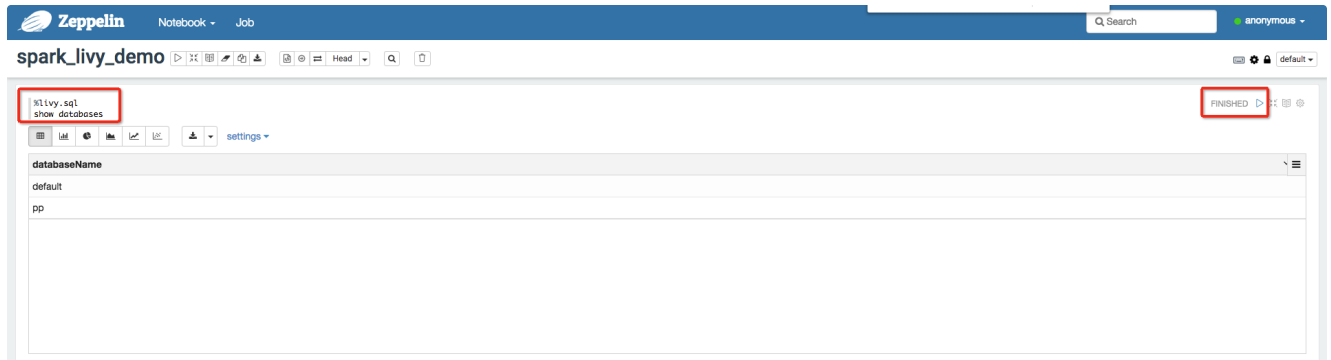 Zeppelin Notebook Job Search anonymous
spark_livy_demo Head default
%livy.sql
show databases
FINISHED
settings
databaseName
default
pp